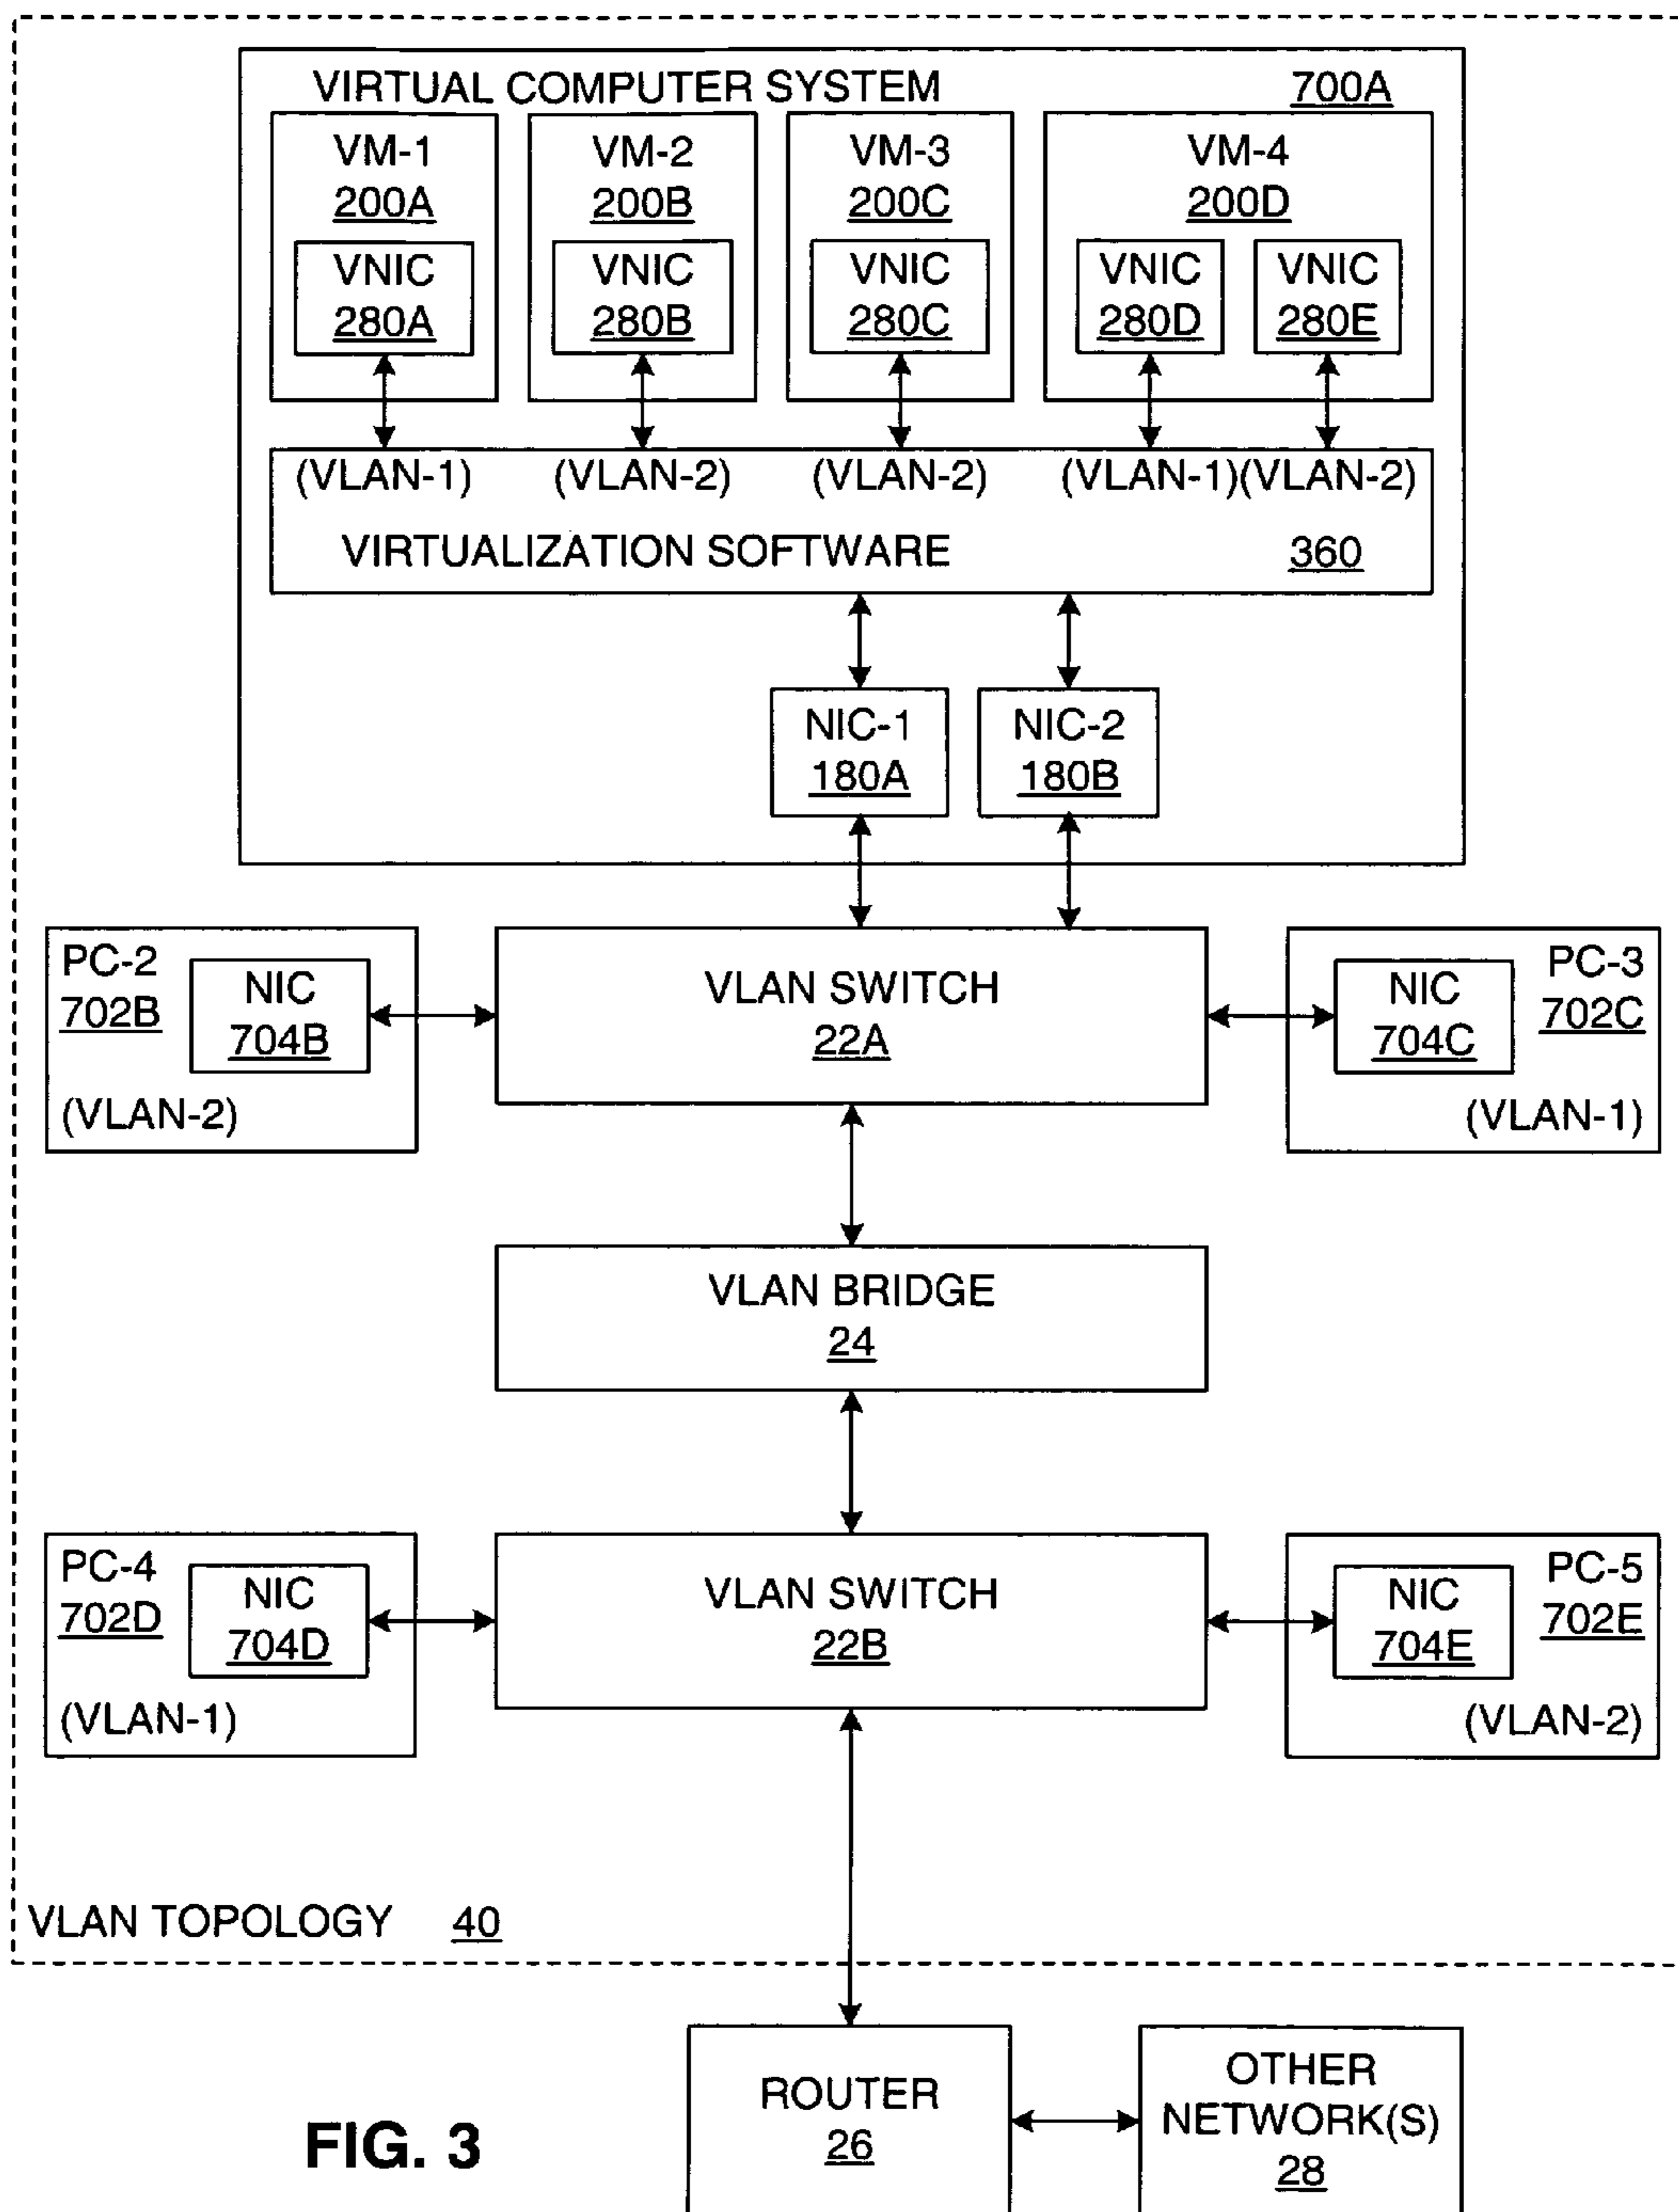 VIRTUAL COMPUTER SYSTEM 700A
VM-1
200A
VNIC
280A
VM-2
200B
VNIC
280B
VM-3
200C
VNIC
280C
VM-4
200D
VNIC
280D
VNIC
280E
(VLAN-1) (VLAN-2) (VLAN-2) (VLAN-1)(VLAN-2)
VIRTUALIZATION SOFTWARE 360
NIC-1
180A
NIC-2
180B
PC-2
702B
NIC
704B
(VLAN-2)
VLAN SWITCH
22A
NIC
704C
PC-3
702C
(VLAN-1)
VLAN BRIDGE
24
PC-4
702D
NIC
704D
(VLAN-1)
VLAN SWITCH
22B
NIC
704E
PC-5
702E
(VLAN-2)
VLAN TOPOLOGY 40
ROUTER
26
OTHER
NETWORK(S)
28
FIG. 3